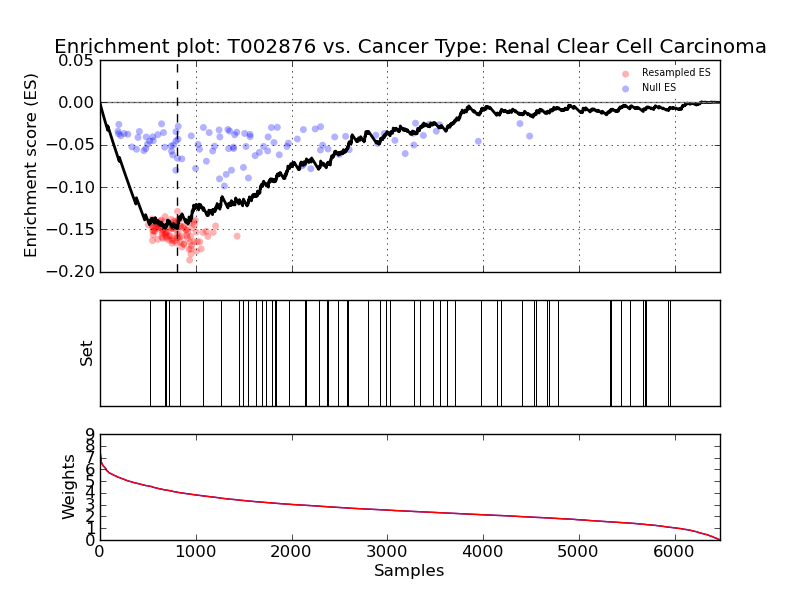 Enrichment plot: T002876 vs. Cancer Type: Renal Clear Cell Carcinoma
0.05
0.00
−0.05
−0.10
−0.15
−0.20
Enrichment score (ES)
Resampled ES
Null ES
Set
9
8
7
6
5
4
3
2
1
0
Weights
0 1000 2000 3000 4000 5000 6000
Samples